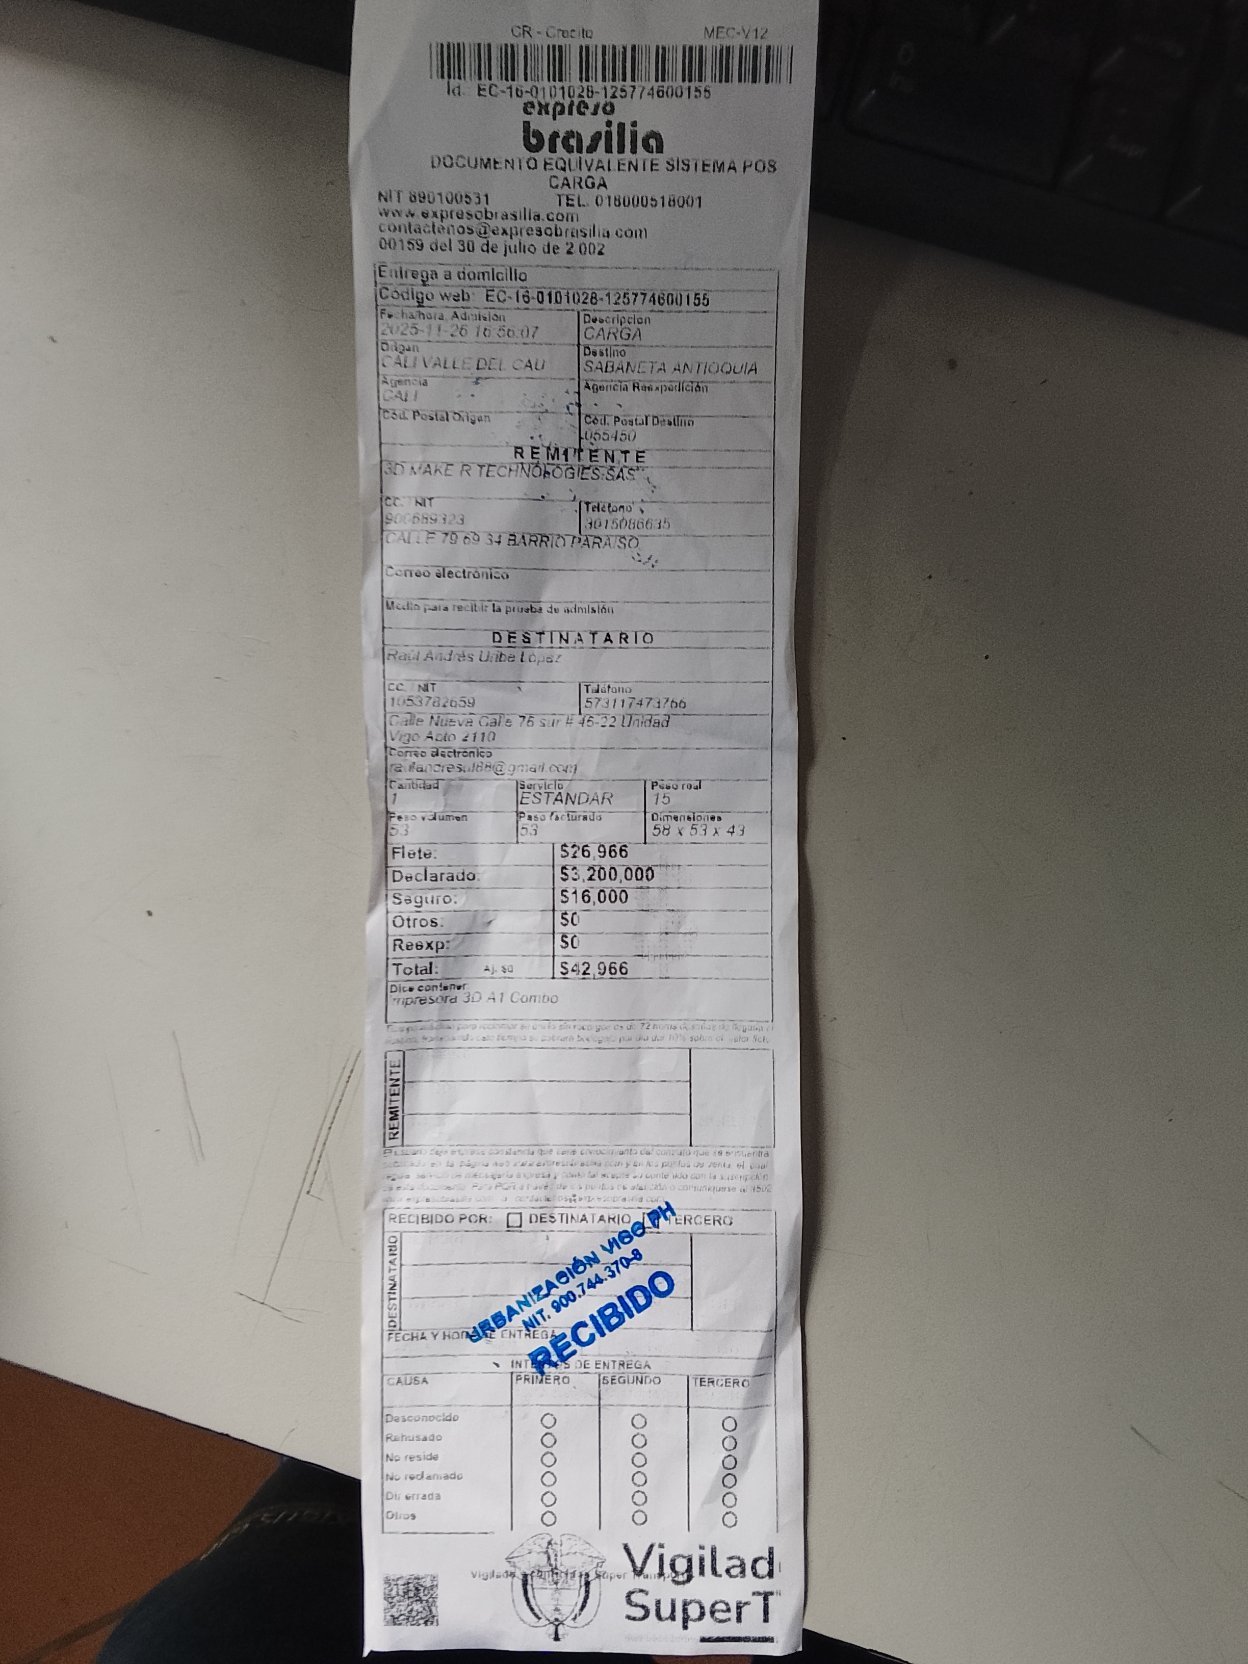 CR - Credito MEC-V12
Id.: EC-16-0101028-125774600155
expreso
brasilia
DOCUMENTO EQUIVALENTE SISTEMA POS
CARGA
NIT 890100531 TEL. 018000518001
www.expresobrasilia.com
contactenos@expresobrasilia.com
00159 del 30 de julio de 2.002
Entrega a domicilio
Código web: EC-16-0101028-125774600155
Fecha/hora, Admisión Descripcion
2025-11-26 16:56:07 CARGA
Origen Destino
CALI VALLE DEL CAU SABANETA ANTIOQUIA
Agencia Agencia Reexpedición
CALI
Cód. Postal Origen Cód. Postal Destino
055450
REMITENTE
3D MAKE R TECHNOLOGIES SAS
CC. / NIT Teléfono
900689323 3015086635
CALLE 79 69 34 BARRIO PARAISO
Correo electrónico
Medio para recibir la prueba de admisión
DESTINATARIO
Raúl Andrés Uribe López
CC. / NIT Teléfono
1053782659 573117473766
Calle Nueva Calle 76 sur # 46-22 Unidad
Vigo Apto 2110
Correo electrónico
@gmail.com
Cantidad Servicio Peso real
1 ESTANDAR 15
Peso volumen Peso facturado Dimensiones
53 53 58 x 53 x 43
Flete: $26,966
Declarado: $3,200,000
Seguro: $16,000
Otros: $0
Reexp: $0
Total: Aj. $0 $42,966
Dice contener:
Impresora 3D A1 Combo
REMITENTE
RECIBIDO POR: DESTINATARIO TERCERO
DESTINATARIO
URBANIZACIÓN VIGO PH
NIT. 900.744.370-8
RECIBIDO
FECHA Y HORA DE ENTREGA
INTENTOS DE ENTREGA
CAUSA PRIMERO SEGUNDO TERCERO
Desconocido
Rehusado
No reside
No reclamado
Dir errada
Otros
Vigilad
SuperT